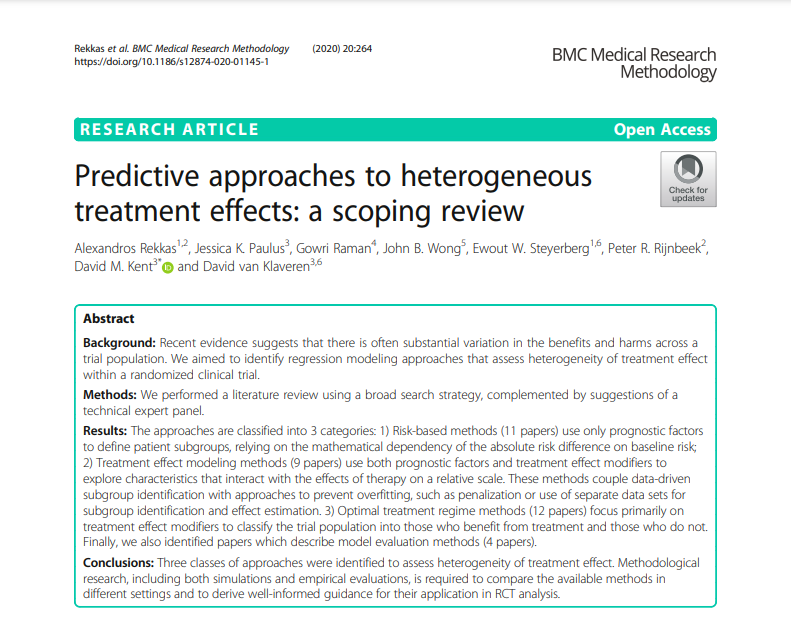 Rekkas et al. BMC Medical Research Methodology (2020) 20:264
https://doi.org/10.1186/s12874-020-01145-1
BMC Medical Research
Methodology
RESEARCH ARTICLE Open Access
Predictive approaches to heterogeneous
treatment effects: a scoping review
Check for
updates
Alexandros Rekkas1,2, Jessica K. Paulus3, Gowri Raman4, John B. Wong5, Ewout W. Steyerberg1,6, Peter R. Rijnbeek2,
David M. Kent3* iD and David van Klaveren3,6
Abstract
Background: Recent evidence suggests that there is often substantial variation in the benefits and harms across a
trial population. We aimed to identify regression modeling approaches that assess heterogeneity of treatment effect
within a randomized clinical trial.
Methods: We performed a literature review using a broad search strategy, complemented by suggestions of a
technical expert panel.
Results: The approaches are classified into 3 categories: 1) Risk-based methods (11 papers) use only prognostic factors
to define patient subgroups, relying on the mathematical dependency of the absolute risk difference on baseline risk;
2) Treatment effect modeling methods (9 papers) use both prognostic factors and treatment effect modifiers to
explore characteristics that interact with the effects of therapy on a relative scale. These methods couple data-driven
subgroup identification with approaches to prevent overfitting, such as penalization or use of separate data sets for
subgroup identification and effect estimation. 3) Optimal treatment regime methods (12 papers) focus primarily on
treatment effect modifiers to classify the trial population into those who benefit from treatment and those who do not.
Finally, we also identified papers which describe model evaluation methods (4 papers).
Conclusions: Three classes of approaches were identified to assess heterogeneity of treatment effect. Methodological
research, including both simulations and empirical evaluations, is required to compare the available methods in
different settings and to derive well-informed guidance for their application in RCT analysis.